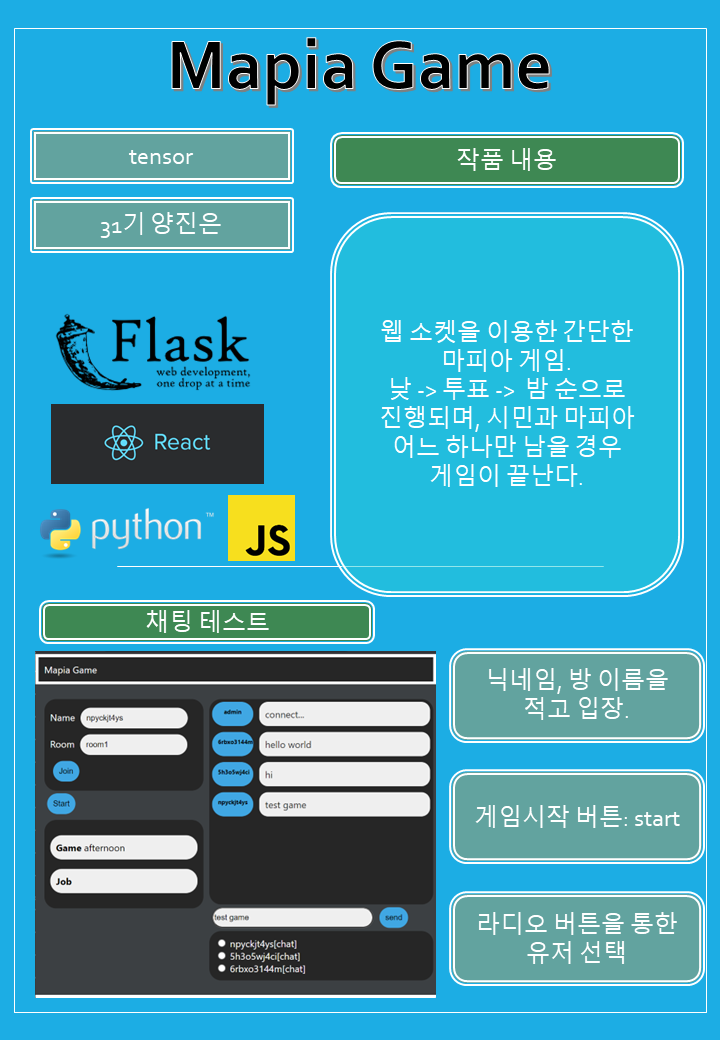 Mapia Game
tensor
31기 양진은
작품 내용
웹 소켓을 이용한 간단한
마피아 게임.
낮 -> 투표 -> 밤 순으로
진행되며, 시민과 마피아
어느 하나만 남을 경우
게임이 끝난다.
Flask
web development,
one drop at a time
React
python™
JS
채팅 테스트
Mapia Game
Name npyckjt4ys
Room room1
Join
Start
Game afternoon
Job
admin connect...
6rbxo3144m hello world
5h3o5wj4ci hi
npyckjt4ys test game
test game send
npyckjt4ys[chat]
5h3o5wj4ci[chat]
6rbxo3144m[chat]
닉네임, 방 이름을
적고 입장.
게임시작 버튼: start
라디오 버튼을 통한
유저 선택